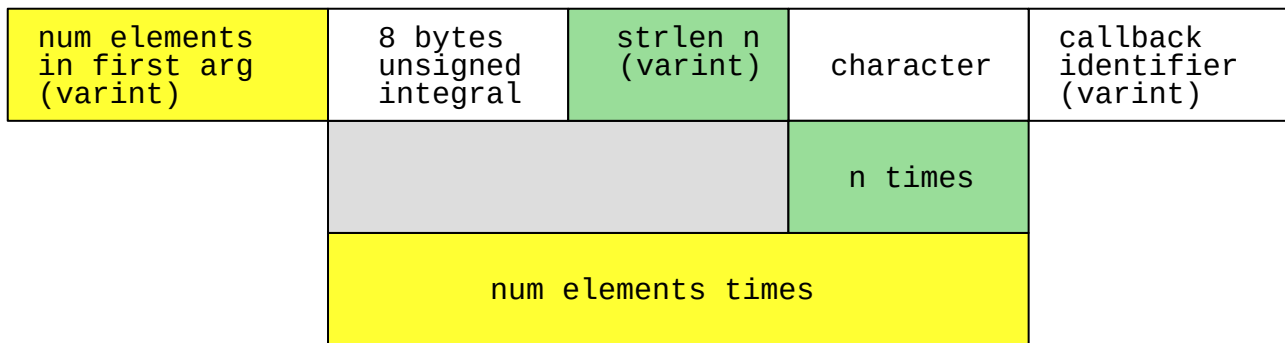 num elements
in first arg
(varint)
8 bytes
unsigned
integral
strlen n
(varint)
character
callback
identifier
(varint)
n times
num elements times